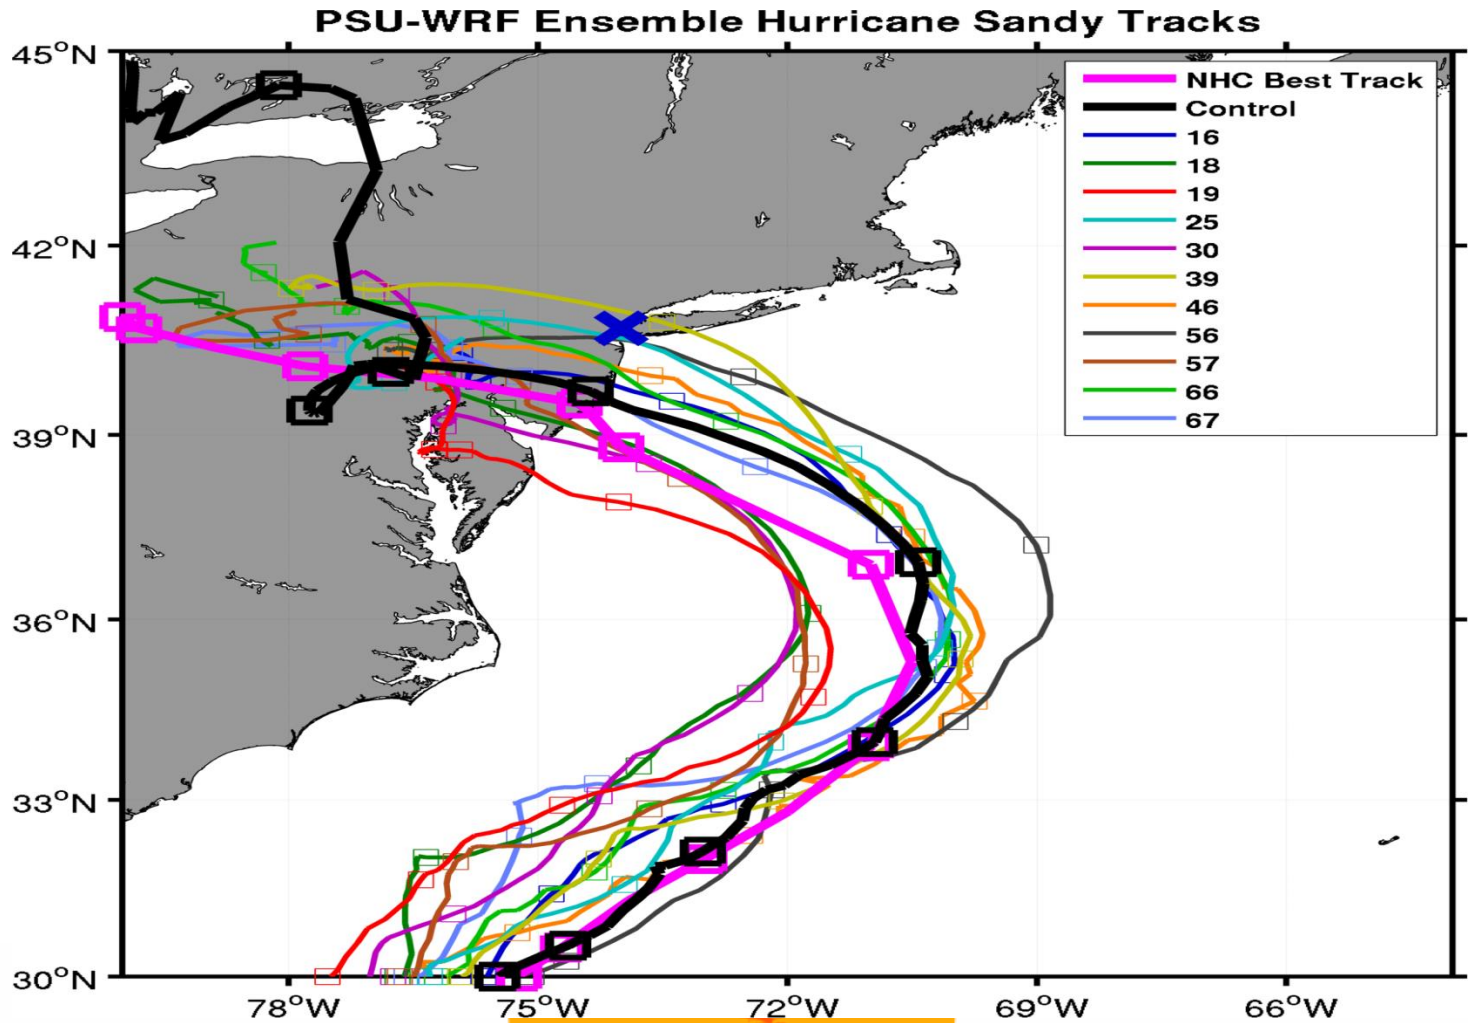 PSU-WRF Ensemble Hurricane Sandy Tracks
45°N
42°N
39°N
36°N
33°N
30°N
78°W
75°W
72°W
69°W
66°W
NHC Best Track
Control
16
18
19
25
30
39
46
56
57
66
67